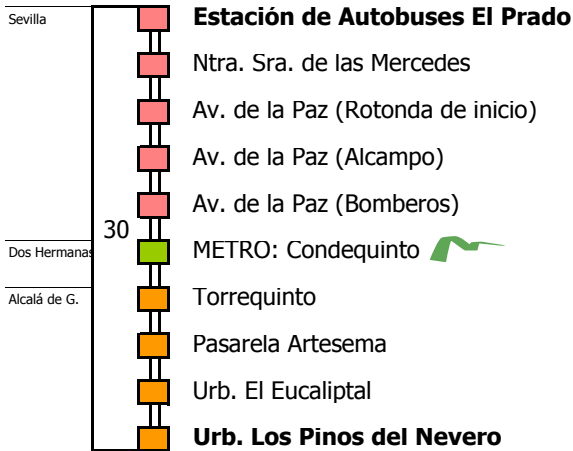 Sevilla
Estación de Autobuses El Prado
Ntra. Sra. de las Mercedes
Av. de la Paz (Rotonda de inicio)
Av. de la Paz (Alcampo)
Av. de la Paz (Bomberos)
30
Dos Hermanas
METRO: Condequinto
Alcalá de G.
Torrequinto
Pasarela Artesema
Urb. El Eucaliptal
Urb. Los Pinos del Nevero